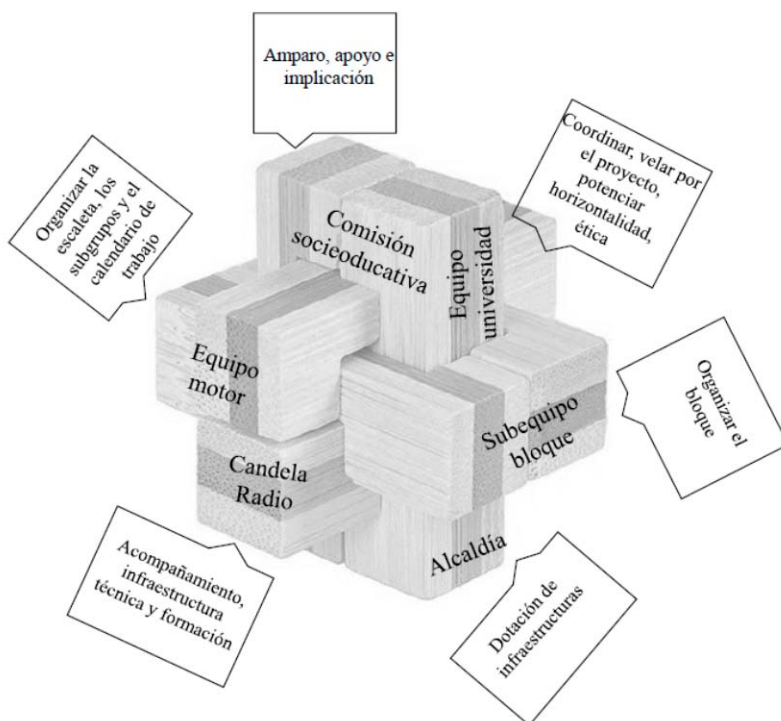 Amparo, apoyo e
implicación
Coordinar, velar por
el proyecto,
potenciar
horizontalidad,
ética
Organizar la
escaleta, los
subgrupos y el
calendario de
trabajo
Comisión
socieoducativa
Equipo
universidad
Equipo
motor
Subequipo
bloque
Organizar el
bloque
Candela
Radio
Alcaldía
Acompañamiento,
infraestructura
técnica y formación
Dotación de
infraestructuras